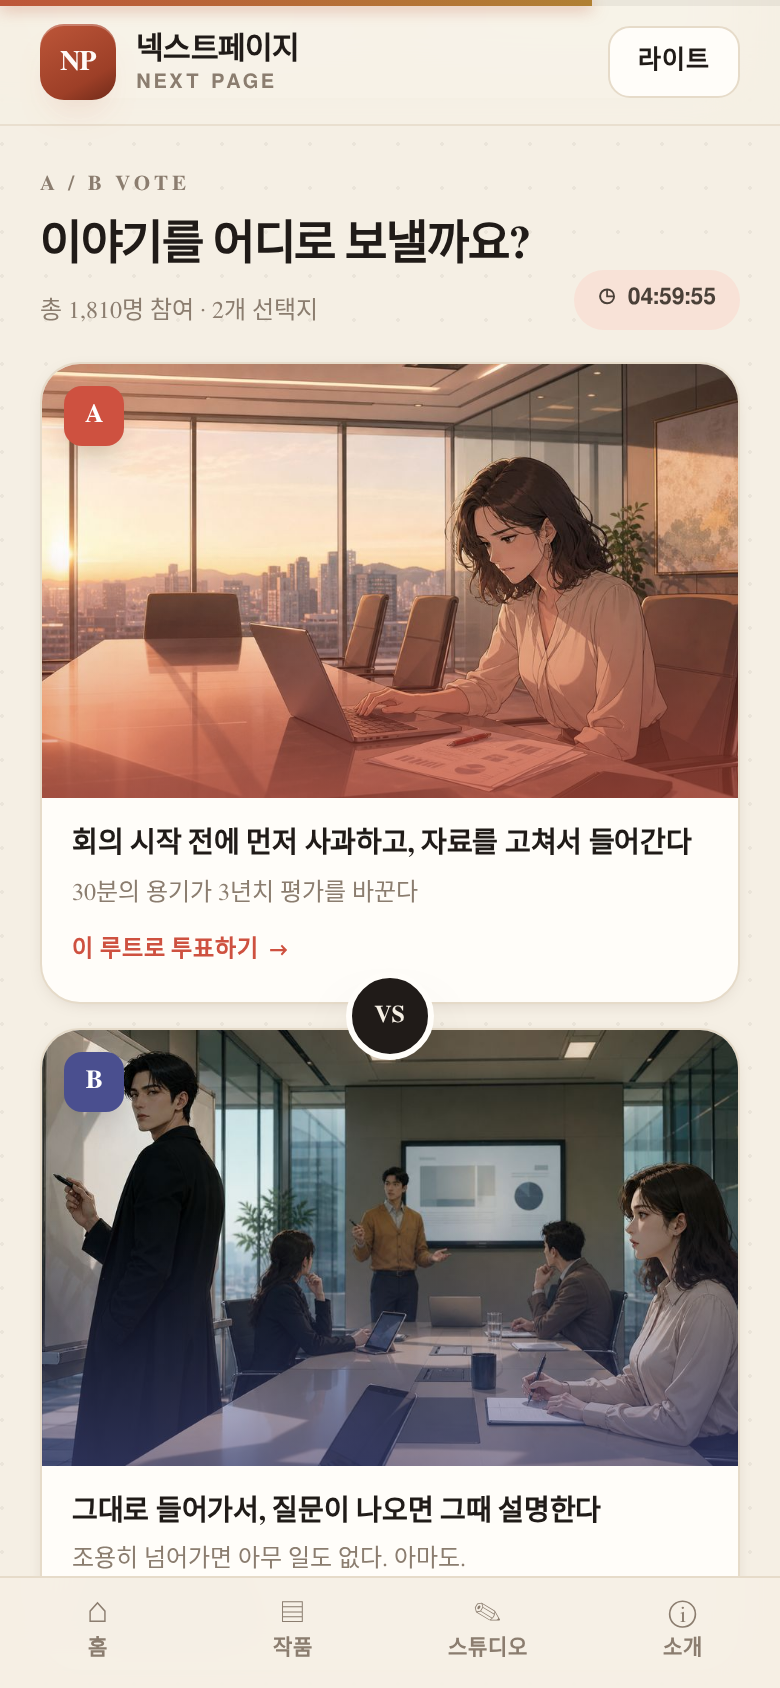 NP
넥스트페이지
NEXT PAGE
라이트
A / B VOTE
이야기를 어디로 보낼까요?
총 1,810명 참여 · 2개 선택지
04:59:55
A
회의 시작 전에 먼저 사과하고, 자료를 고쳐서 들어간다
30분의 용기가 3년치 평가를 바꾼다
이 루트로 투표하기 →
VS
B
그대로 들어가서, 질문이 나오면 그때 설명한다
조용히 넘어가면 아무 일도 없다. 아마도.
홈
작품
스튜디오
소개